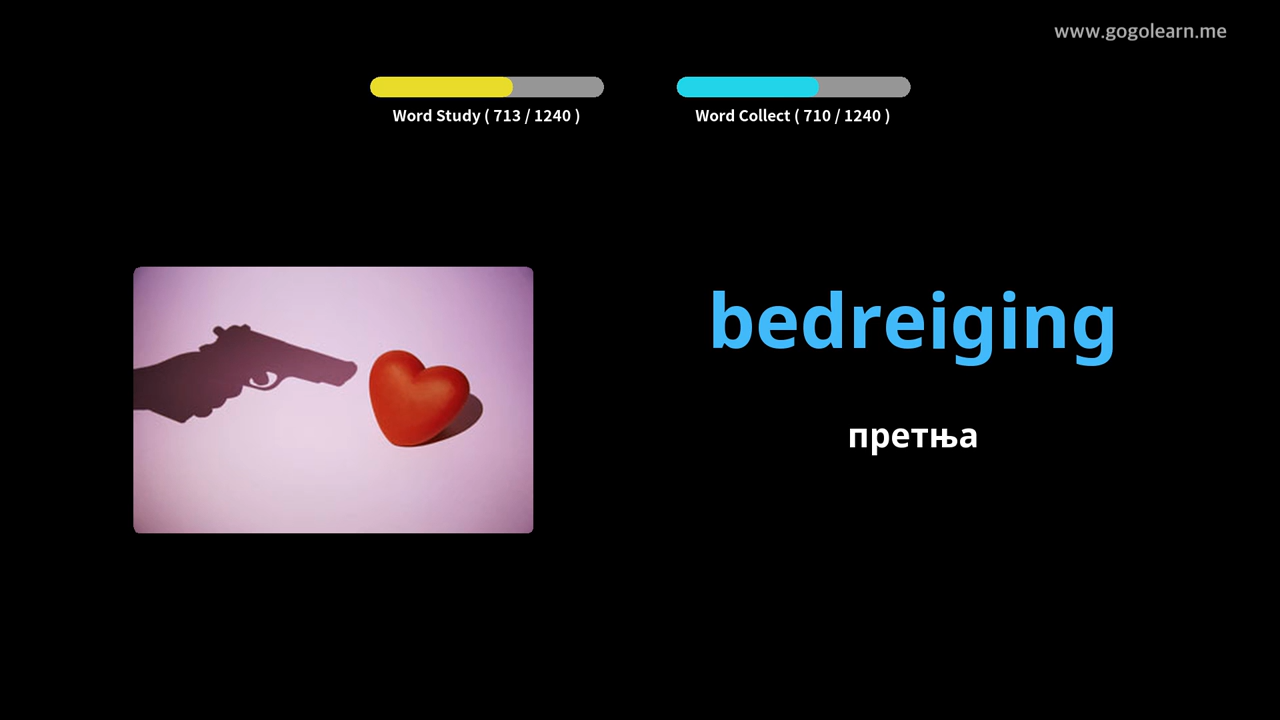 www.gogolearn.me
Word Study ( 713 / 1240 )
Word Collect ( 710 / 1240 )
bedreiging
претња